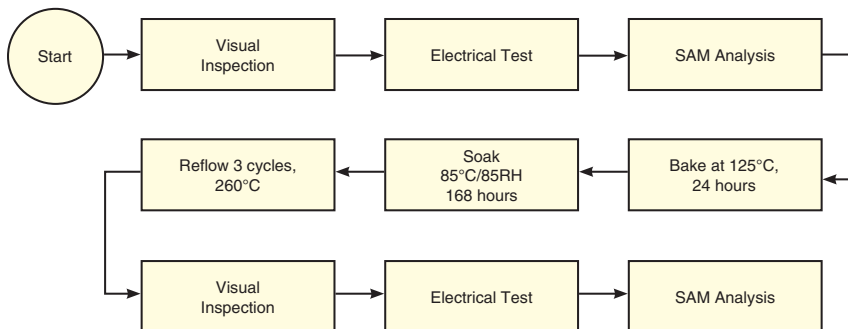 Start
Visual
Inspection
Electrical Test
SAM Analysis
Reflow 3 cycles,
260°C
Soak
85°C/85RH
168 hours
Bake at 125°C,
24 hours
Visual
Inspection
Electrical Test
SAM Analysis